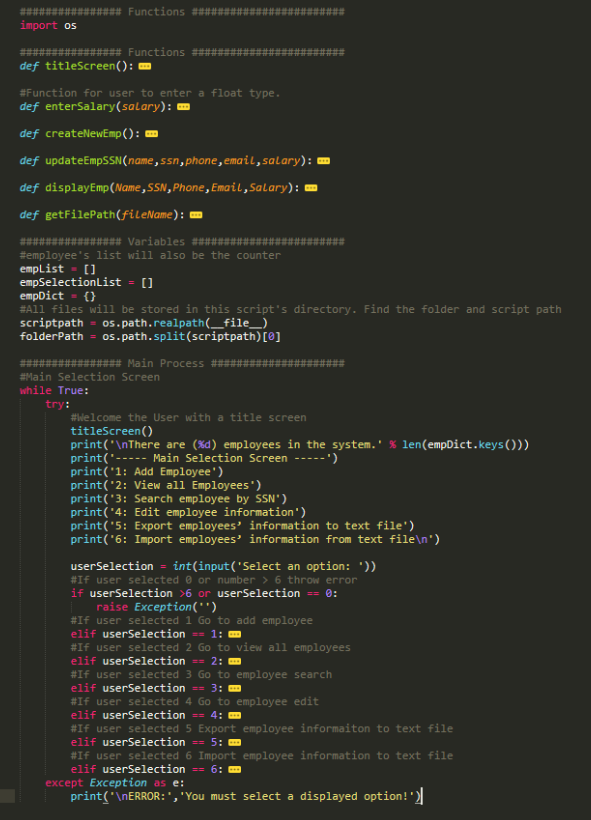 ################ Functions ########################
import os
################ Functions ########################
def titleScreen():
#Function for user to enter a float type.
def enterSalary(salary):
def createNewEmp():
def updateEmpSSN(name,ssn,phone,email,salary):
def displayEmp(Name,SSN,Phone,Email,Salary):
def getFilePath(fileName):
################ Variables ########################
#employee's list will also be the counter
empList = []
empSelectionList = []
empDict = {}
#All files will be stored in this script's directory. Find the folder and script path
scriptpath = os.path.realpath(__file__)
folderPath = os.path.split(scriptpath)[0]
################ Main Process #####################
#Main Selection Screen
while True:
try:
#Welcome the User with a title screen
titleScreen()
print('\nThere are (%d) employees in the system.' % len(empDict.keys()))
print('----- Main Selection Screen -----')
print('1: Add Employee')
print('2: View all Employees')
print('3: Search employee by SSN')
print('4: Edit employee information')
print('5: Export employees’ information to text file')
print('6: Import employees’ information from text file\n')
userSelection = int(input('Select an option: '))
#If user selected 0 or number > 6 throw error
if userSelection >6 or userSelection == 0:
raise Exception('')
#If user selected 1 Go to add employee
elif userSelection == 1:
#If user selected 2 Go to view all employees
elif userSelection == 2:
#If user selected 3 Go to employee search
elif userSelection == 3:
#If user selected 4 Go to employee edit
elif userSelection == 4:
#If user selected 5 Export employee informaiton to text file
elif userSelection == 5:
#If user selected 6 Import employee information to text file
elif userSelection == 6:
except Exception as e:
print('\nERROR:','You must select a displayed option!')